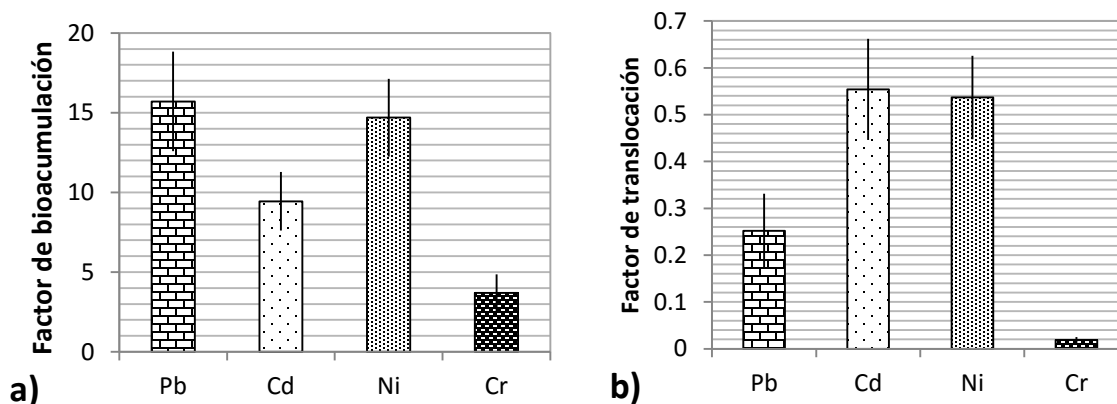 Factor de bioacumulación
20
15
10
5
0
Pb Cd Ni Cr
a)
Factor de translocación
0.7
0.6
0.5
0.4
0.3
0.2
0.1
0
Pb Cd Ni Cr
b)